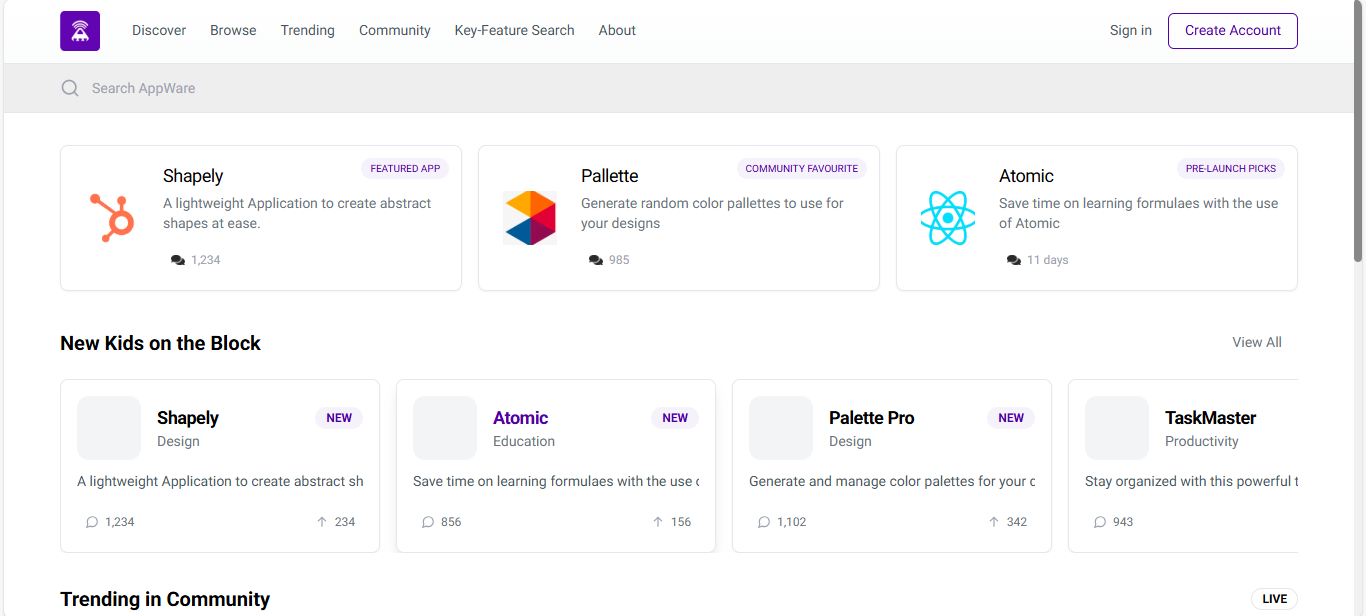 Discover Browse Trending Community Key-Feature Search About Sign in Create Account
Search AppWare
Shapely
FEATURED APP
A lightweight Application to create abstract
shapes at ease.
1,234
Pallette
COMMUNITY FAVOURITE
Generate random color pallettes to use for
your designs
985
Atomic
PRE-LAUNCH PICKS
Save time on learning formulaes with the use
of Atomic
11 days
New Kids on the Block
View All
Shapely
NEW
Design
A lightweight Application to create abstract sh
1,234
234
Atomic
NEW
Education
Save time on learning formulaes with the use
856
156
Palette Pro
NEW
Design
Generate and manage color palettes for your
1,102
342
TaskMaster
Productivity
Stay organized with this powerful t
943
Trending in Community
LIVE